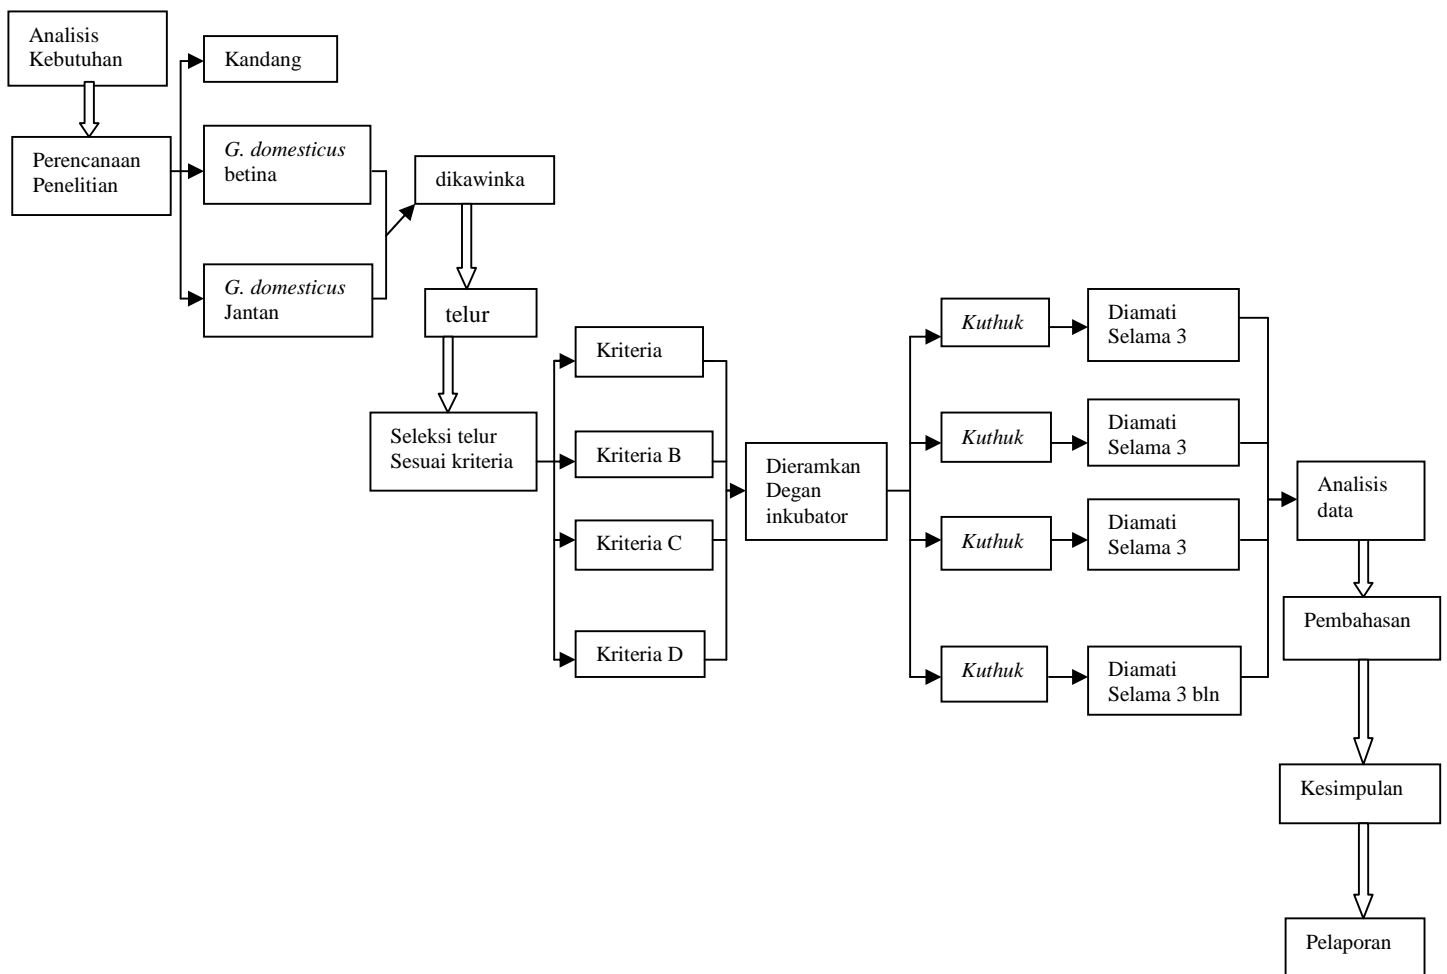 Analisis
Kebutuhan
Kandang
Perencanaan
Penelitian
G. domesticus
betina
dikawinka
G. domesticus
Jantan
telur
Seleksi telur
Sesuai kriteria
Kriteria
Kriteria B
Kriteria C
Kriteria D
Dieramkan
Degan
inkubator
Kuthuk
Diamati
Selama 3
Kuthuk
Diamati
Selama 3
Kuthuk
Diamati
Selama 3
Kuthuk
Diamati
Selama 3 bln
Analisis
data
Pembahasan
Kesimpulan
Pelaporan